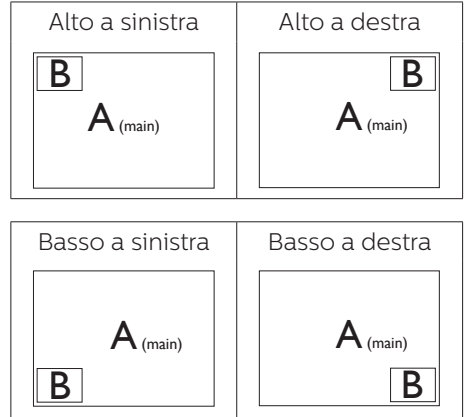 Alto a sinistra
Alto a destra
B
B
A (main)
A (main)
Basso a sinistra
Basso a destra
A (main)
A (main)
B
B